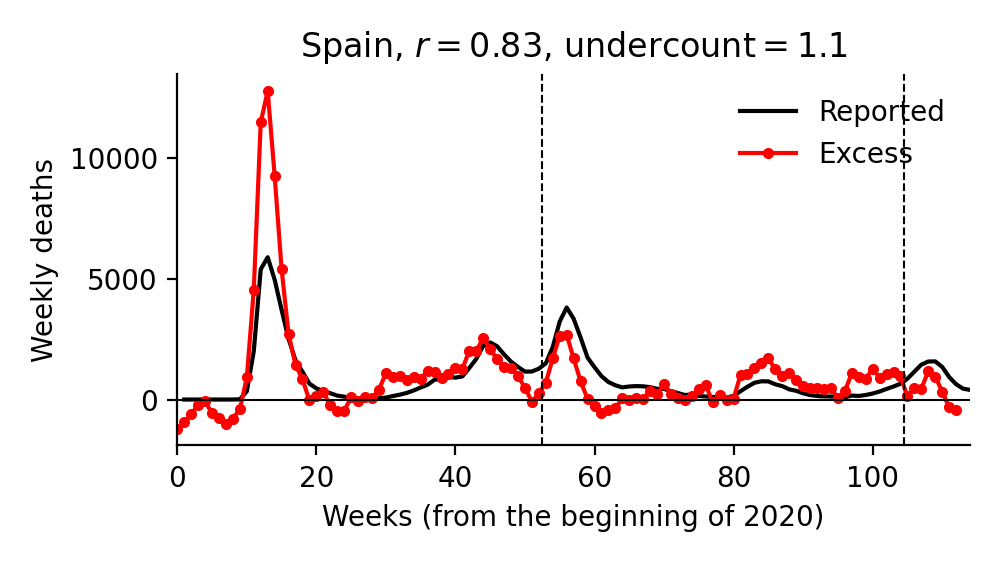 Spain, r = 0.83, undercount = 1.1
Reported
Excess
Weekly deaths
10000
5000
0
0 20 40 60 80 100
Weeks (from the beginning of 2020)